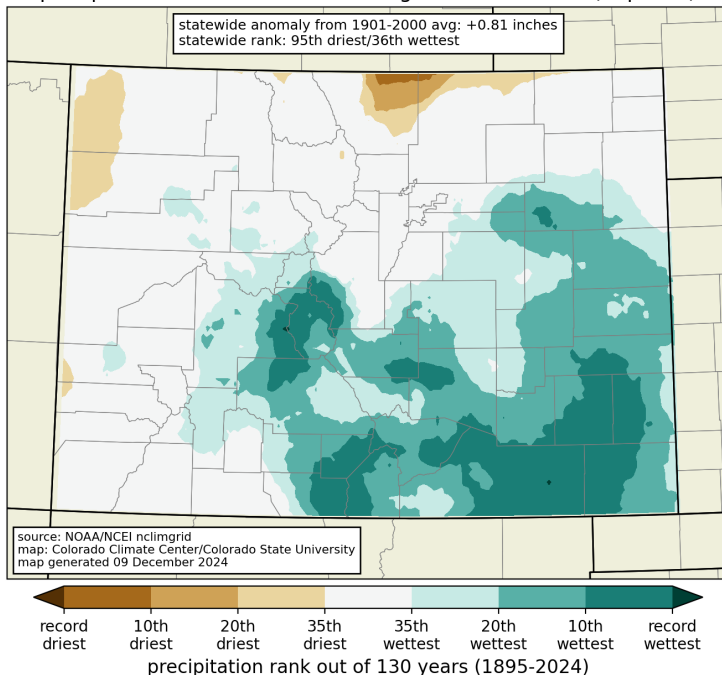 statewide anomaly from 1901-2000 avg: +0.81 inches
statewide rank: 95th driest/36th wettest
source: NOAA/NCEI nclimgrid
map: Colorado Climate Center/Colorado State University
map generated 09 December 2024
record driest
10th driest
20th driest
35th driest
35th wettest
20th wettest
10th wettest
record wettest
precipitation rank out of 130 years (1895-2024)